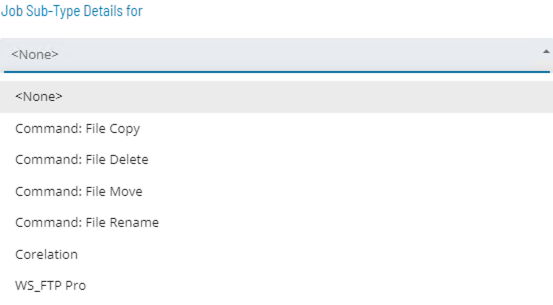 Job Sub-Type Details for
<None>
<None>
Command: File Copy
Command: File Delete
Command: File Move
Command: File Rename
Corelation
WS_FTP Pro